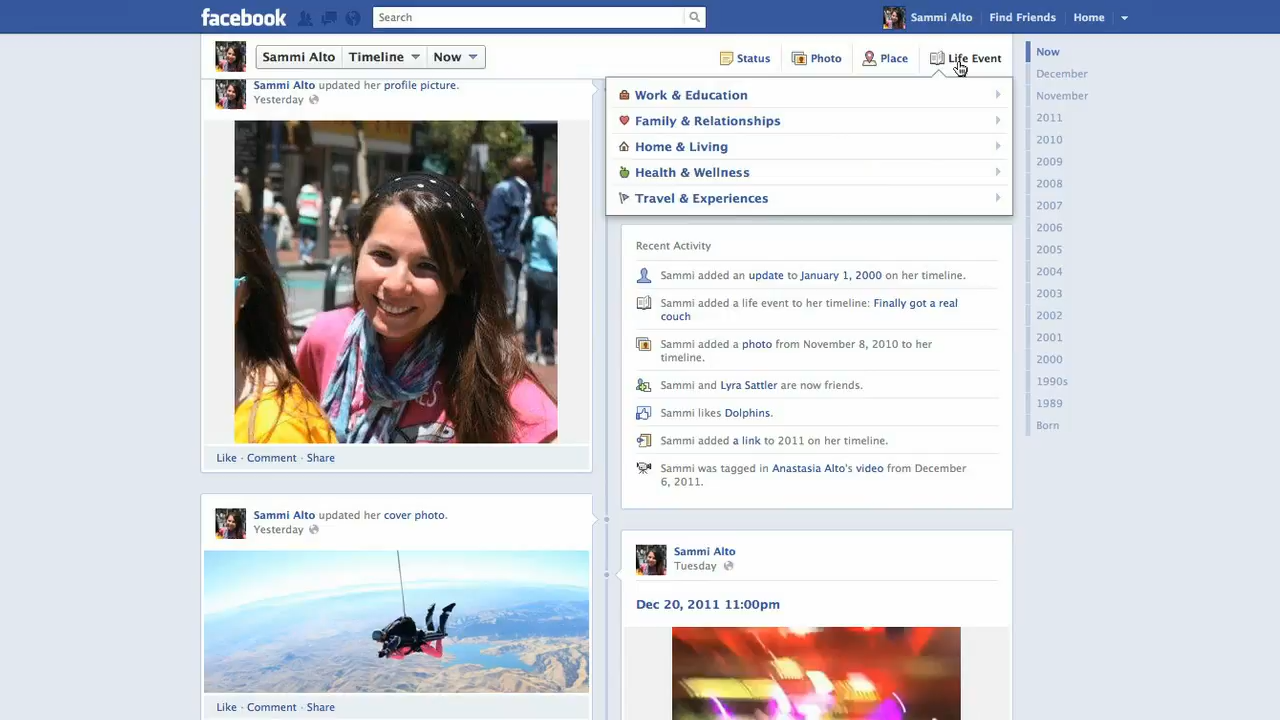 facebook
Search
Sammi Alto
Find Friends
Home
Sammi Alto
Timeline
Now
Status
Photo
Place
Life Event
Work & Education
Family & Relationships
Home & Living
Health & Wellness
Travel & Experiences
Sammi Alto updated her profile picture.
Yesterday
Like · Comment · Share
Sammi Alto updated her cover photo.
Yesterday
Like · Comment · Share
Recent Activity
Sammi added an update to January 1, 2000 on her timeline.
Sammi added a life event to her timeline: Finally got a real
couch
Sammi added a photo from November 8, 2010 to her
timeline.
Sammi and Lyra Sattler are now friends.
Sammi likes Dolphins.
Sammi added a link to 2011 on her timeline.
Sammi was tagged in Anastasia Alto's video from December
6, 2011.
Sammi Alto
Tuesday
Dec 20, 2011 11:00pm
Now
December
November
2011
2010
2009
2008
2007
2006
2005
2004
2003
2002
2001
2000
1990s
1989
Born